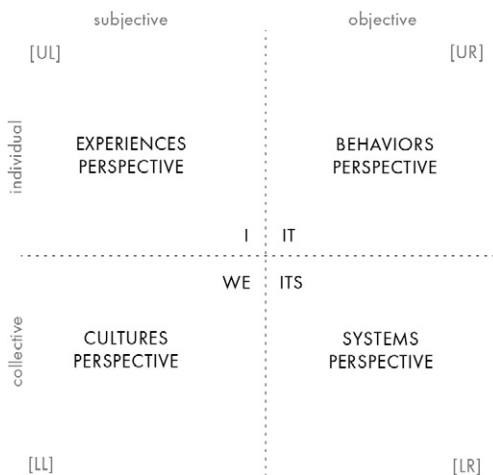 subjective
objective
[UL]
[UR]
individual
EXPERIENCES
PERSPECTIVE
BEHAVIORS
PERSPECTIVE
I
IT
WE
ITS
collective
CULTURES
PERSPECTIVE
SYSTEMS
PERSPECTIVE
[LL]
[LR]